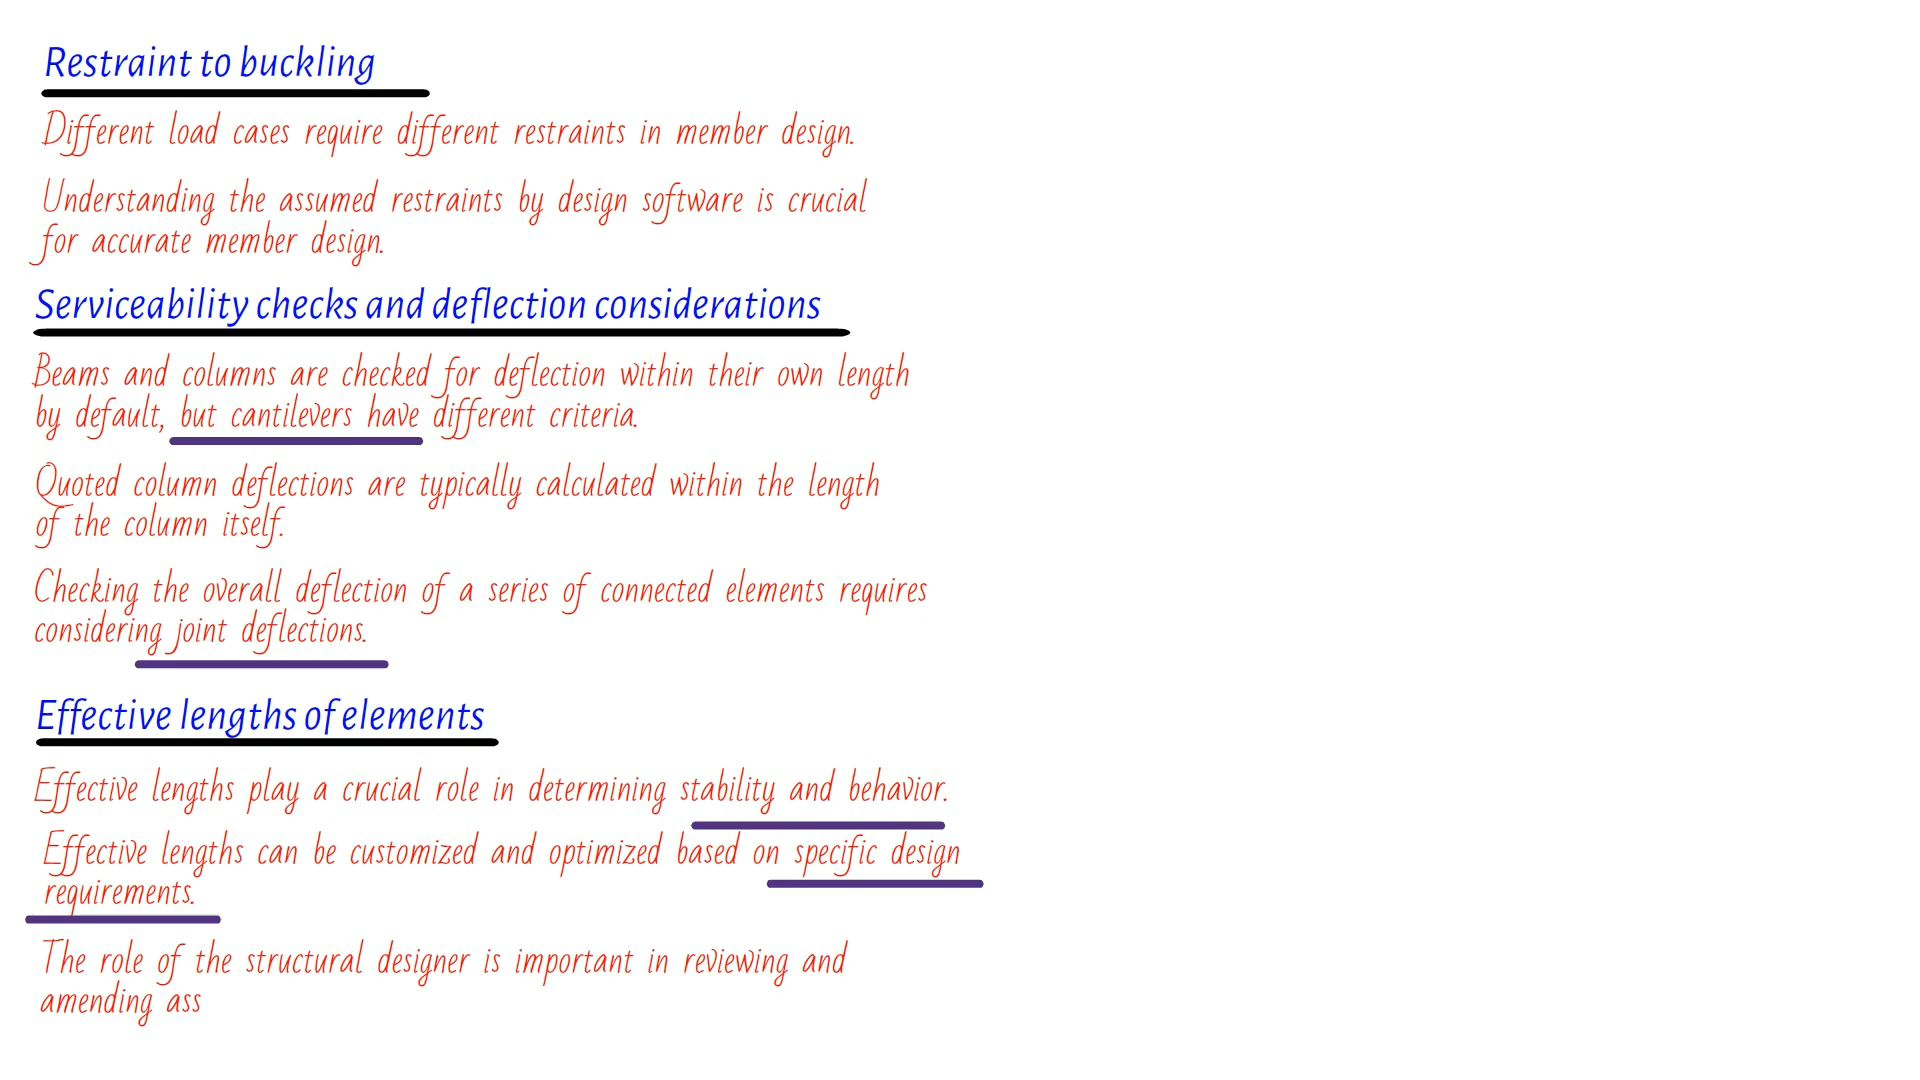 Restraint to buckling
Different load cases require different restraints in member design.
Understanding the assumed restraints by design software is crucial
for accurate member design.
Serviceability checks and deflection considerations
Beams and columns are checked for deflection within their own length
by default, but cantilevers have different criteria.
Quoted column deflections are typically calculated within the length
of the column itself.
Checking the overall deflection of a series of connected elements requires
considering joint deflections.
Effective lengths of elements
Effective lengths play a crucial role in determining stability and behavior.
Effective lengths can be customized and optimized based on specific design
requirements.
The role of the structural designer is important in reviewing and
amending ass